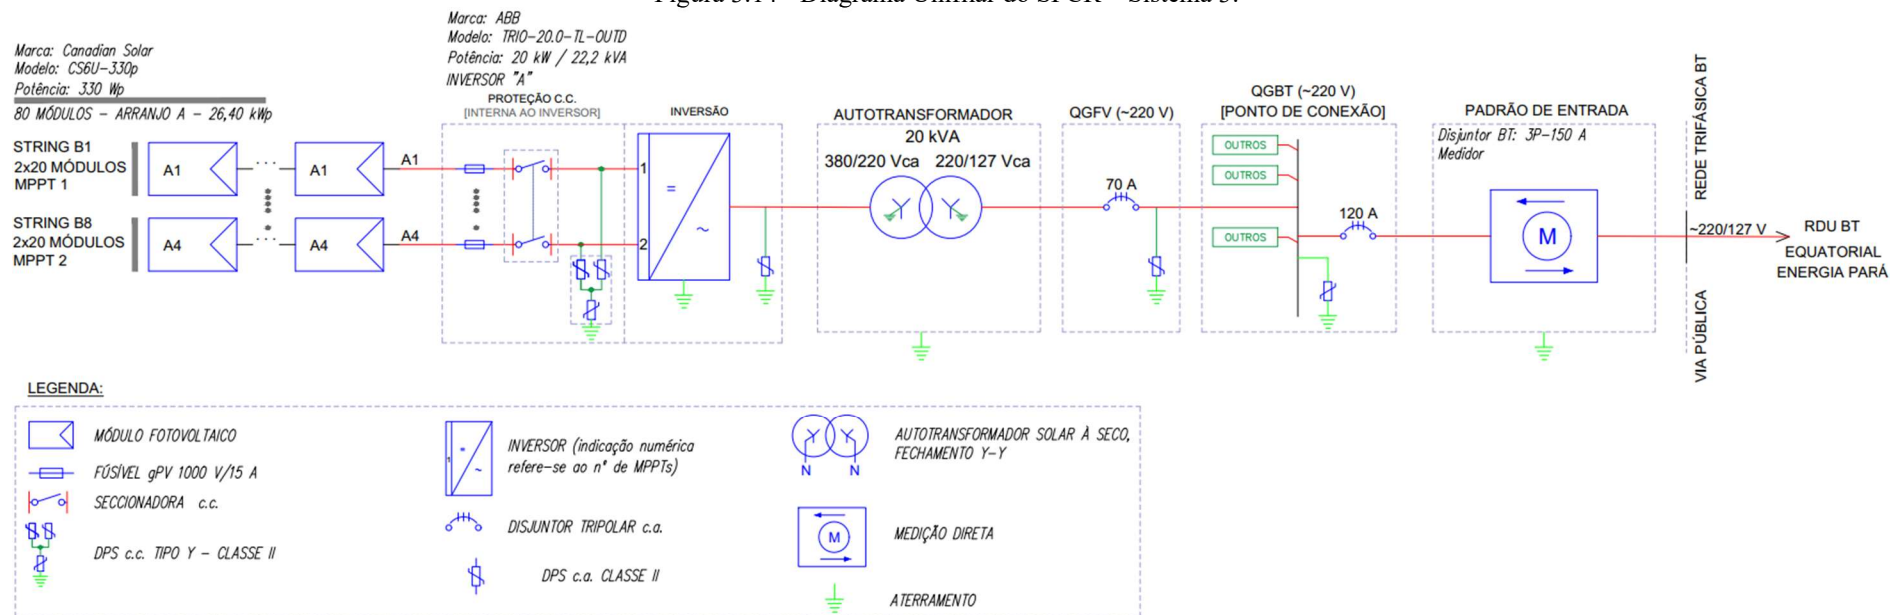 Figura 3.14 - Diagrama Unifilar do SFCR – Sistema 3.
Marca: Canadian Solar
Modelo: CS6U-330p
Potência: 330 Wp
80 MÓDULOS - ARRANJO A - 26,40 kWp
Marca: ABB
Modelo: TRIO-20.0-TL-OUTD
Potência: 20 kW / 22,2 kVA
INVERSOR "A"
PROTEÇÃO C.C.
[INTERNA AO INVERSOR]
INVERSÃO
AUTOTRANSFORMADOR
20 kVA
380/220 Vca 220/127 Vca
QGFV (~220 V)
QGBT (~220 V)
[PONTO DE CONEXÃO]
PADRÃO DE ENTRADA
Disjuntor BT: 3P-150 A
Medidor
REDE TRIFÁSICA BT
VIA PÚBLICA
STRING B1
2x20 MÓDULOS
MPPT 1
A1
A1
A1
1
STRING B8
2x20 MÓDULOS
MPPT 2
A4
A4
A4
2
=
~
70 A
OUTROS
OUTROS
OUTROS
120 A
M
~220/127 V
RDU BT
EQUATORIAL
ENERGIA PARÁ
LEGENDA:
MÓDULO FOTOVOLTAICO
FÚSÍVEL gPV 1000 V/15 A
SECCIONADORA c.c.
DPS c.c. TIPO Y - CLASSE II
1
=
~
INVERSOR (indicação numérica
refere-se ao nº de MPPTs)
DISJUNTOR TRIPOLAR c.a.
DPS c.a. CLASSE II
N N
AUTOTRANSFORMADOR SOLAR À SECO,
FECHAMENTO Y-Y
M
MEDIÇÃO DIRETA
ATERRAMENTO